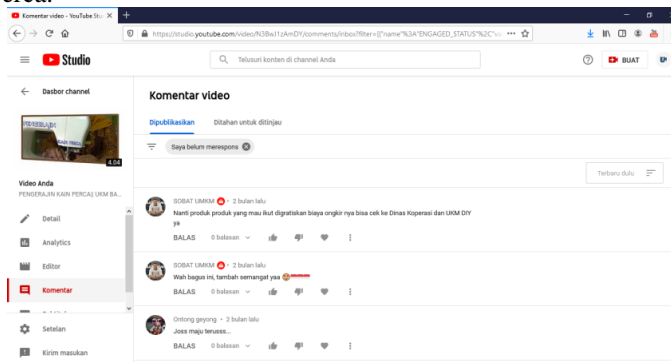 Komentar video - YouTube Stu
https://studio.youtube.com/video/N3BwJ1zAmDY/comments/inbox?filter=[{"name"%3A"ENGAGED_STATUS"%2C"v
Studio
Telusuri konten di channel Anda
BUAT
Dasbor channel
Komentar video
Dipublikasikan
Ditahan untuk ditinjau
Saya belum merespons
4.04
Terbaru dulu
Video Anda
PENGERAJIN KAIN PERCA|| UKM BA...
Detail
Analytics
Editor
Komentar
Setelan
Kirim masukan
SOBAT UMKM • 2 bulan lalu
Nanti produk produk yang mau ikut digratiskan biaya ongkir nya bisa cek ke Dinas Koperasi dan UKM DIY
ya
BALAS 0 balasan
SOBAT UMKM • 2 bulan lalu
Wah bagus ini, tambah semangat yaa
BALAS 0 balasan
Ontong geyong • 2 bulan lalu
Joss maju terusss...
BALAS 0 balasan